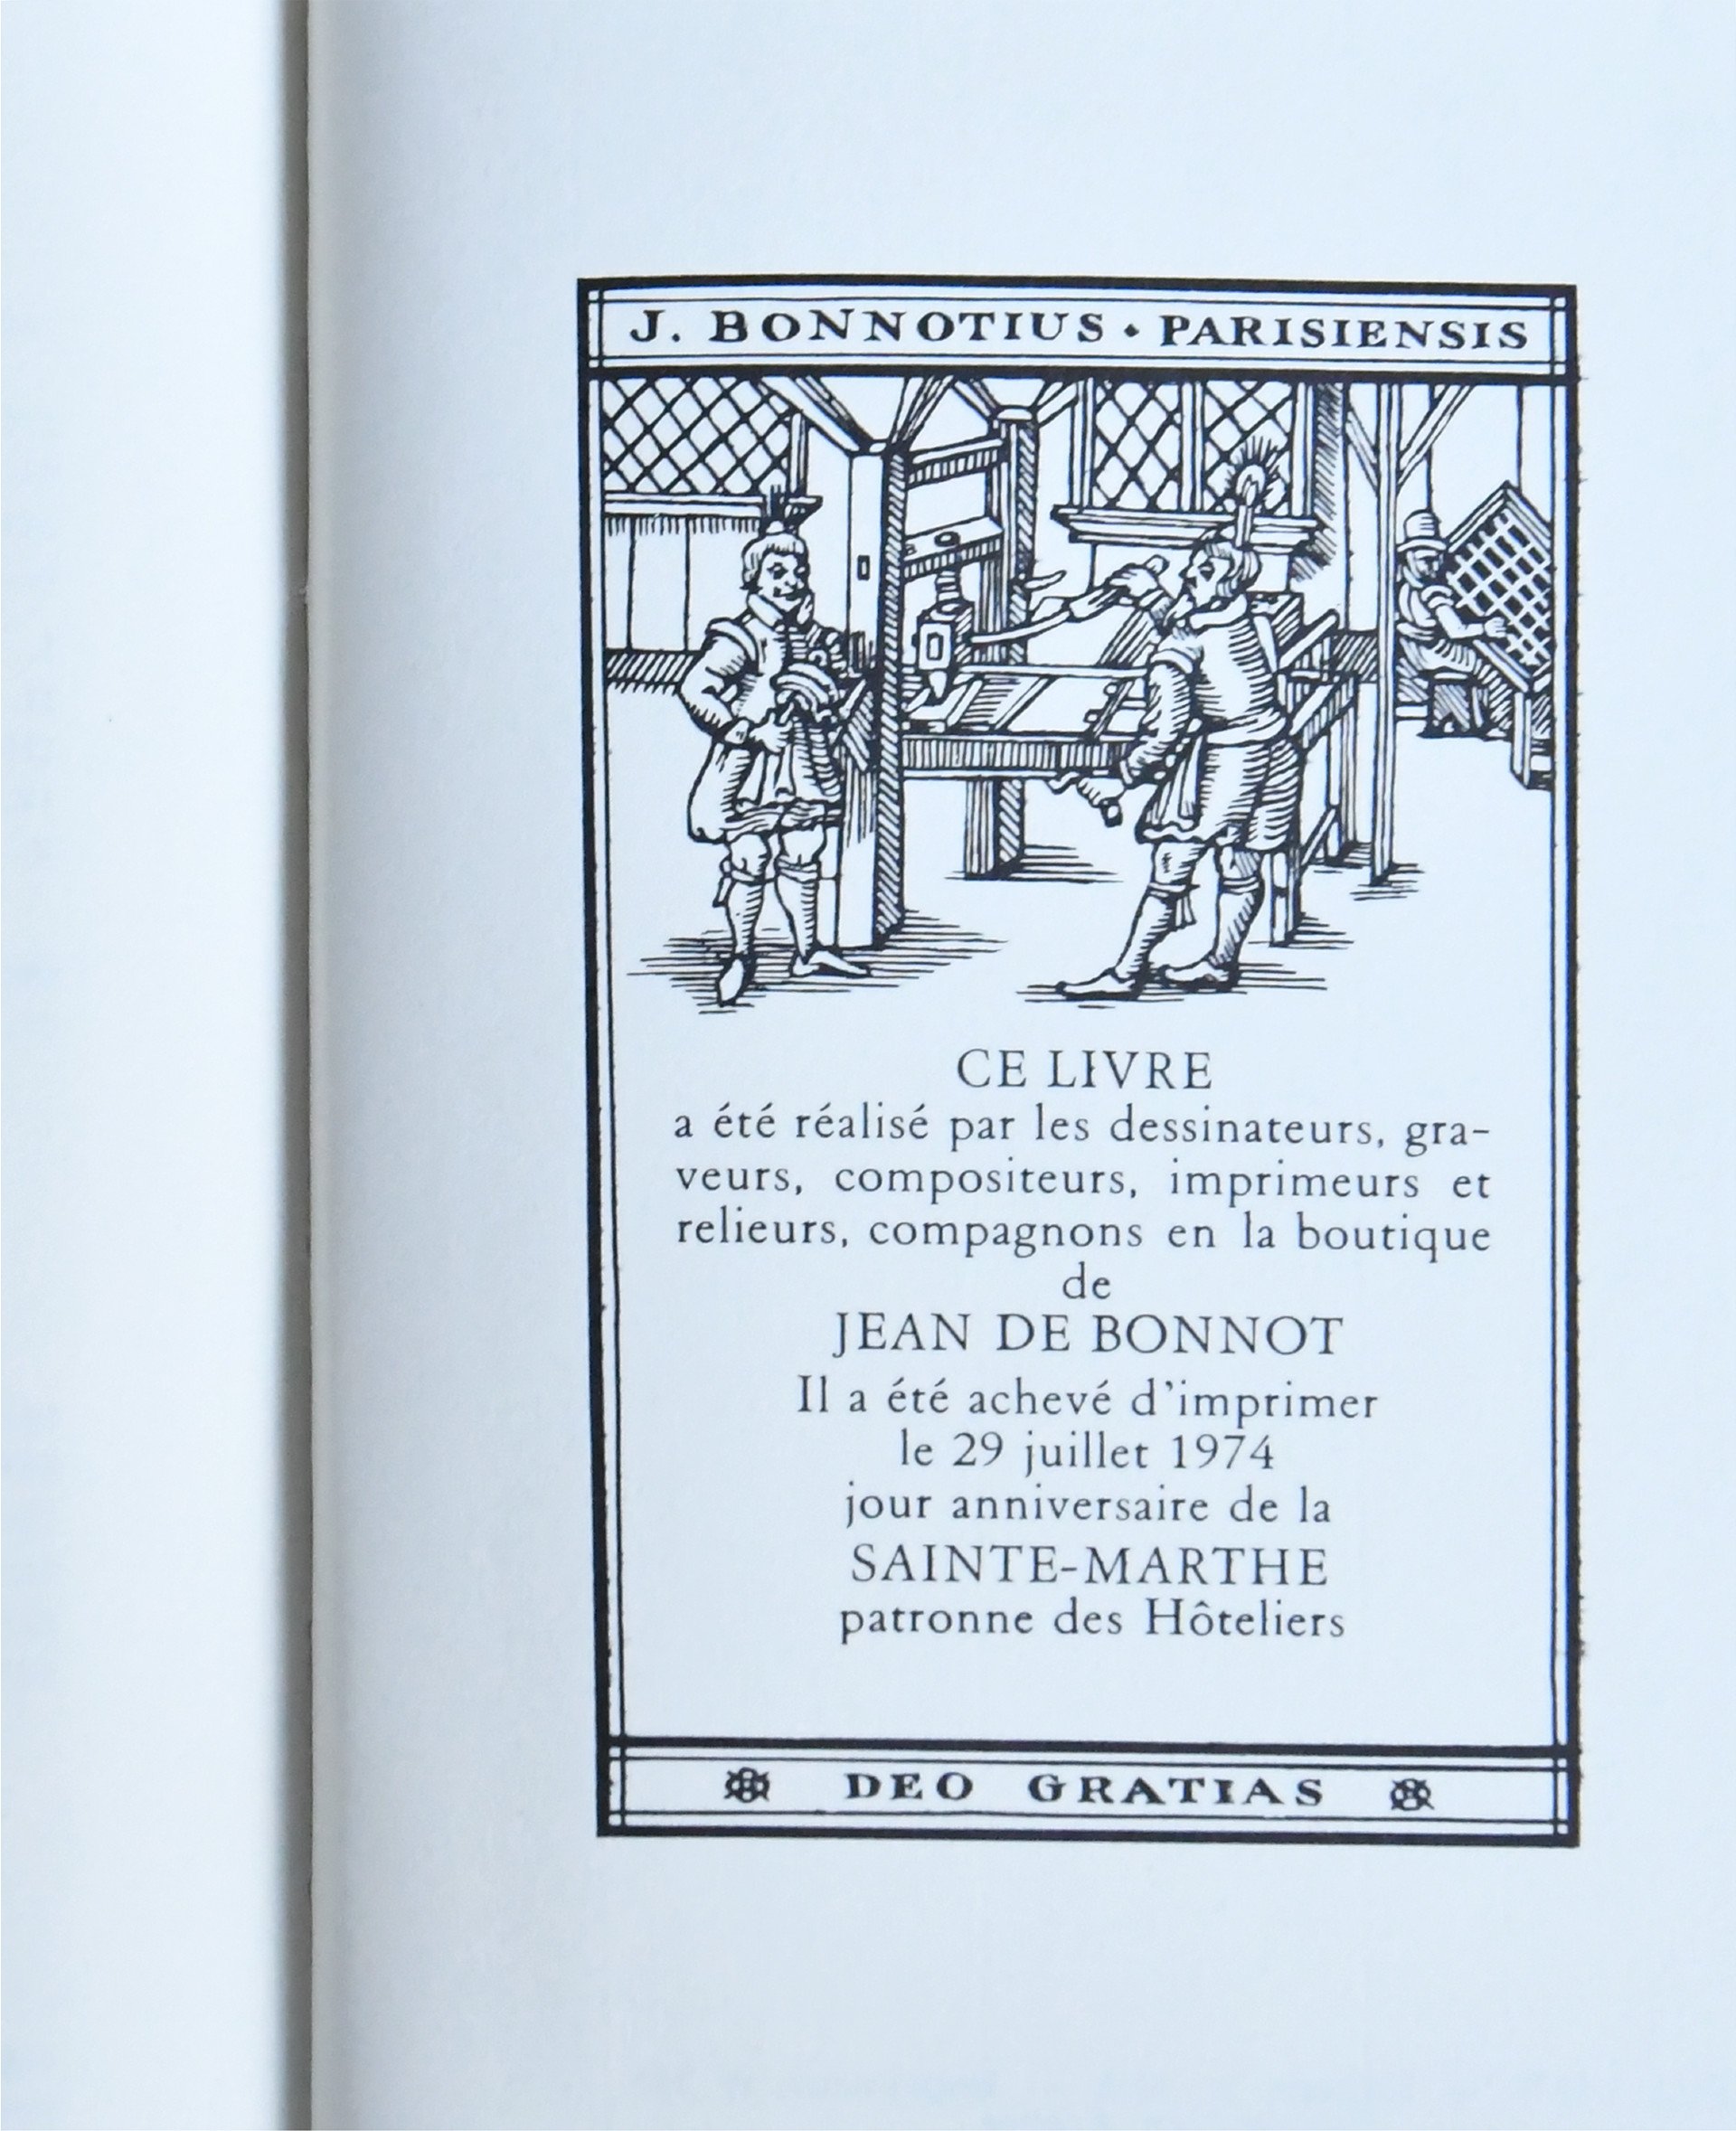 J. BONNOTIUS • PARISIENSIS
CE LIVRE
a été réalisé par les dessinateurs, gra-
veurs, compositeurs, imprimeurs et
relieurs, compagnons en la boutique
de
JEAN DE BONNOT
Il a été achevé d'imprimer
le 29 juillet 1974
jour anniversaire de la
SAINTE-MARTHE
patronne des Hôteliers
DEO GRATIAS